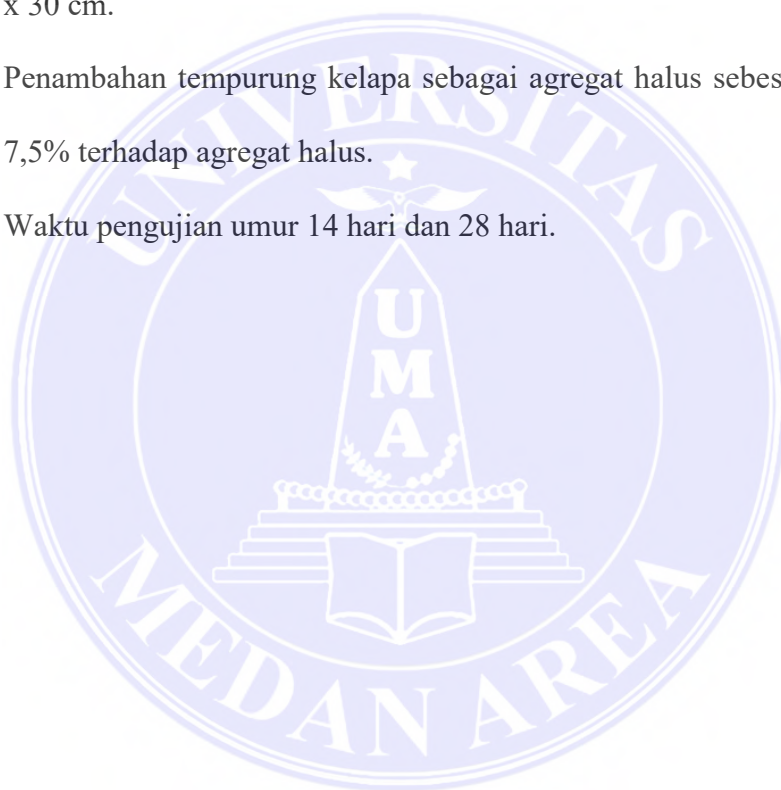 x 30 cm.
Penambahan tempurung kelapa sebagai agregat halus sebes
7,5% terhadap agregat halus.
Waktu pengujian umur 14 hari dan 28 hari.
UNIVERSITAS
UMA
MEDAN AREA